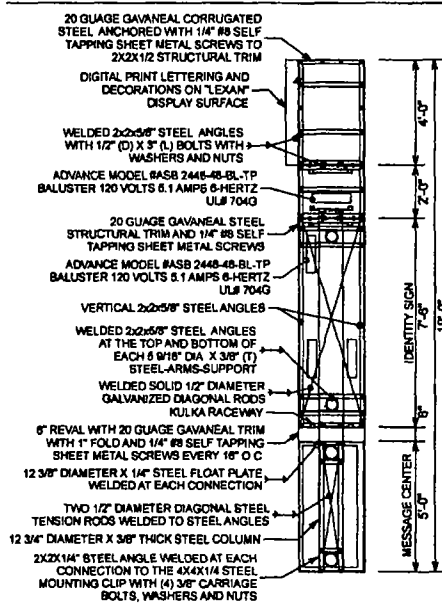 20 GUAGE GAVANEAL CORRUGATED
STEEL ANCHORED WITH 1/4" #8 SELF
TAPPING SHEET METAL SCREWS TO
2X2X1/2 STRUCTURAL TRIM
DIGITAL PRINT LETTERING AND
DECORATIONS ON "LEXAN"
DISPLAY SURFACE
WELDED 2x2x5/8" STEEL ANGLES
WITH 1/2" (D) X 3" (L) BOLTS WITH
WASHERS AND NUTS
ADVANCE MODEL #ASB 2448-46-BL-TP
BALUSTER 120 VOLTS 5.1 AMPS 6-HERTZ
UL# 704G
20 GUAGE GAVANEAL STEEL
STRUCTURAL TRIM AND 1/4" #8 SELF
TAPPING SHEET METAL SCREWS
ADVANCE MODEL #ASB 2448-46-BL-TP
BALUSTER 120 VOLTS 5.1 AMPS 6-HERTZ
UL# 704G
VERTICAL 2x2x5/8" STEEL ANGLES
WELDED 2x2x5/8" STEEL ANGLES
AT THE TOP AND BOTTOM OF
EACH 5 9/16" DIA X 3/8" (T)
STEEL-ARMS-SUPPORT
WELDED SOLID 1/2" DIAMETER
GALVANIZED DIAGONAL RODS
KULKA RACEWAY
6" REVAL WITH 20 GUAGE GAVANEAL TRIM
WITH 1" FOLD AND 1/4" #8 SELF TAPPING
SHEET METAL SCREWS EVERY 16" O C
12 3/8" DIAMETER X 1/4" STEEL FLOAT PLATE
WELDED AT EACH CONNECTION
TWO 1/2" DIAMETER DIAGONAL STEEL
TENSION RODS WELDED TO STEEL ANGLES
12 3/4" DIAMETER X 3/8" THICK STEEL COLUMN
2X2X1/4" STEEL ANGLE WELDED AT EACH
CONNECTION TO THE 4X4X1/4 STEEL
MOUNTING CLIP WITH (4) 3/8" CARRIAGE
BOLTS, WASHERS AND NUTS
4'-0"
2'-0"
IDENTITY SIGN
7'-6"
6"
MESSAGE CENTER
5'-0"